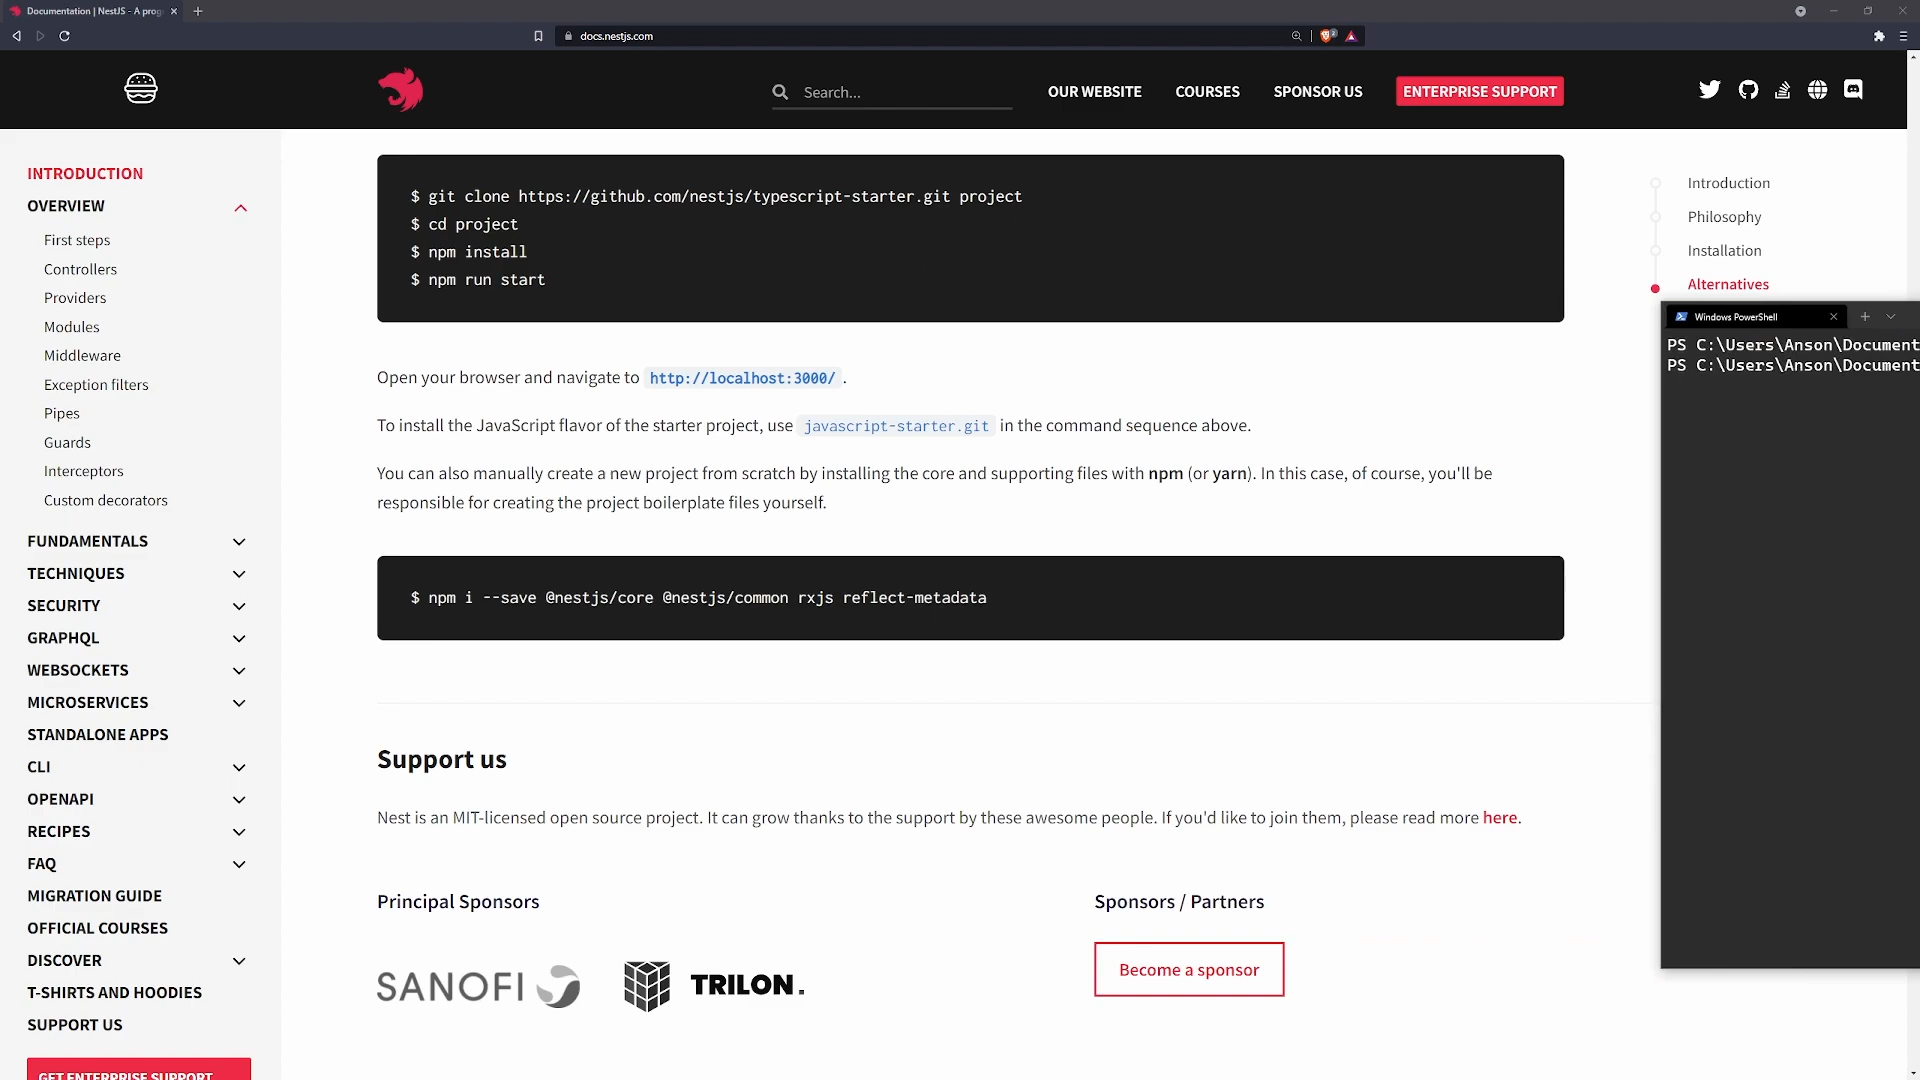 Documentation | NestJS - A prog
docs.nestjs.com
Search...
OUR WEBSITE
COURSES
SPONSOR US
ENTERPRISE SUPPORT
INTRODUCTION
OVERVIEW
First steps
Controllers
Providers
Modules
Middleware
Exception filters
Pipes
Guards
Interceptors
Custom decorators
FUNDAMENTALS
TECHNIQUES
SECURITY
GRAPHQL
WEBSOCKETS
MICROSERVICES
STANDALONE APPS
CLI
OPENAPI
RECIPES
FAQ
MIGRATION GUIDE
OFFICIAL COURSES
DISCOVER
T-SHIRTS AND HOODIES
SUPPORT US
GET ENTERPRISE SUPPORT
$ git clone https://github.com/nestjs/typescript-starter.git project
$ cd project
$ npm install
$ npm run start
Open your browser and navigate to http://localhost:3000/ .
To install the JavaScript flavor of the starter project, use javascript-starter.git in the command sequence above.
You can also manually create a new project from scratch by installing the core and supporting files with npm (or yarn). In this case, of course, you'll be
responsible for creating the project boilerplate files yourself.
$ npm i --save @nestjs/core @nestjs/common rxjs reflect-metadata
Support us
Nest is an MIT-licensed open source project. It can grow thanks to the support by these awesome people. If you'd like to join them, please read more here.
Principal Sponsors
SANOFI
TRILON.
Sponsors / Partners
Become a sponsor
Introduction
Philosophy
Installation
Alternatives
Windows PowerShell
PS C:\Users\Anson\Document
PS C:\Users\Anson\Document